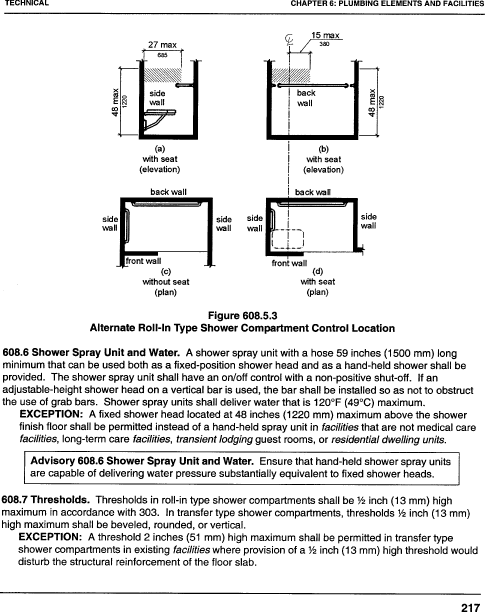 TECHNICAL CHAPTER 6: PLUMBING ELEMENTS AND FACILITIES
27 max
685
48 max
1220
side
wall
(a)
with seat
(elevation)
15 max
380
back
wall
48 max
1220
(b)
with seat
(elevation)
back wall
side
wall
side
wall
front wall
(c)
without seat
(plan)
back wall
side
wall
side
wall
front wall
(d)
with seat
(plan)
Figure 608.5.3
Alternate Roll-In Type Shower Compartment Control Location
608.6 Shower Spray Unit and Water. A shower spray unit with a hose 59 inches (1500 mm) long
minimum that can be used both as a fixed-position shower head and as a hand-held shower shall be
provided. The shower spray unit shall have an on/off control with a non-positive shut-off. If an
adjustable-height shower head on a vertical bar is used, the bar shall be installed so as not to obstruct
the use of grab bars. Shower spray units shall deliver water that is 120°F (49°C) maximum.
EXCEPTION: A fixed shower head located at 48 inches (1220 mm) maximum above the shower
finish floor shall be permitted instead of a hand-held spray unit in facilities that are not medical care
facilities, long-term care facilities, transient lodging guest rooms, or residential dwelling units.
Advisory 608.6 Shower Spray Unit and Water. Ensure that hand-held shower spray units
are capable of delivering water pressure substantially equivalent to fixed shower heads.
608.7 Thresholds. Thresholds in roll-in type shower compartments shall be ½ inch (13 mm) high
maximum in accordance with 303. In transfer type shower compartments, thresholds ½ inch (13 mm)
high maximum shall be beveled, rounded, or vertical.
EXCEPTION: A threshold 2 inches (51 mm) high maximum shall be permitted in transfer type
shower compartments in existing facilities where provision of a ½ inch (13 mm) high threshold would
disturb the structural reinforcement of the floor slab.
217